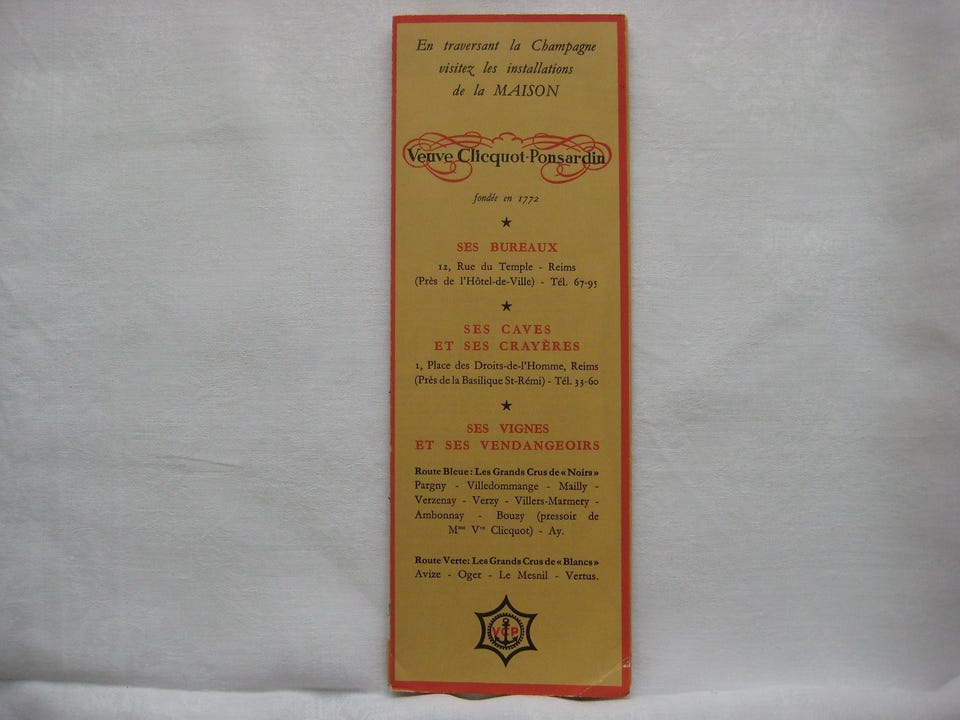 En traversant la Champagne
visitez les installations
de la MAISON
Veuve Clicquot-Ponsardin
fondée en 1772
SES BUREAUX
12, Rue du Temple - Reims
(Près de l'Hôtel-de-Ville) - Tél. 67-95
SES CAVES
ET SES CRAYÈRES
1, Place des Droits-de-l'Homme, Reims
(Près de la Basilique St-Rémi) - Tél. 33-60
SES VIGNES
ET SES VENDANGEOIRS
Route Bleue: Les Grands Crus de « Noirs »
Pargny - Villedommange - Mailly -
Verzenay - Verzy - Villers-Marmery -
Ambonnay - Bouzy (pressoir de
Mme Vve Clicquot) - Ay.
Route Verte: Les Grands Crus de « Blancs »
Avize - Oger - Le Mesnil - Vertus.
VCP